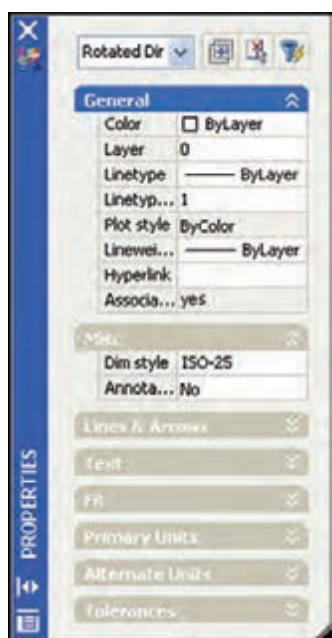 Rotated Dir
General
Color ByLayer
Layer 0
Linetype ByLayer
Linetyp... 1
Plot style ByColor
Linewei... ByLayer
Hyperlink
Associa... yes
Misc
Dim style ISO-25
Annota... No
Lines & Arrows
Text
Fit
Primary Units
Alternate Units
Tolerances
PROPERTIES